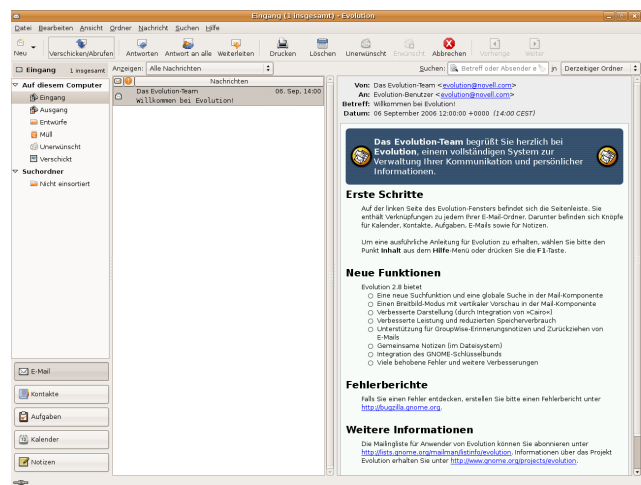 Eingang (1 insgesamt) - Evolution
Datei Bearbeiten Ansicht Ordner Nachricht Suchen Hilfe
Neu Verschicken/Abrufen Antworten Antwort an alle Weiterleiten Drucken Löschen Unerwünscht Erwünscht Abbrechen Vorherige Weiter
Eingang 1 insgesamt
Anzeigen: Alle Nachrichten
Suchen: Betreff oder Absender e in Derzeitiger Ordner
Auf diesem Computer
Eingang
Ausgang
Entwürfe
Müll
Unerwünscht
Verschickt
Suchordner
Nicht einsortiert
E-Mail
Kontakte
Aufgaben
Kalender
Notizen
Nachrichten
Das Evolution-Team 06. Sep, 14:00
Willkommen bei Evolution!
Von: Das Evolution-Team <evolution@novell.com>
An: Evolution-Benutzer <evolution@novell.com>
Betreff: Willkommen bei Evolution!
Datum: 06 September 2006 12:00:00 +0000 (14:00 CEST)
Das Evolution-Team begrüßt Sie herzlich bei
Evolution, einem vollständigen System zur
Verwaltung Ihrer Kommunikation und persönlicher
Informationen.
Erste Schritte
Auf der linken Seite des Evolution-Fensters befindet sich die Seitenleiste. Sie
enthält Verknüpfungen zu jedem Ihrer E-Mail-Ordner. Darunter befinden sich Knöpfe
für Kalender, Kontakte, Aufgaben, E-Mails sowie für Notizen.
Um eine ausführliche Anleitung für Evolution zu erhalten, wählen Sie bitte den
Punkt Inhalt aus dem Hilfe-Menü oder drücken Sie die F1-Taste.
Neue Funktionen
Evolution 2.8 bietet
Eine neue Suchfunktion und eine globale Suche in der Mail-Komponente
Einen Breitbild-Modus mit vertikaler Vorschau in der Mail-Komponente
Verbesserte Darstellung (durch Integration von »Cairo«)
Verbesserte Leistung und reduzierten Speicherverbrauch
Unterstützung für GroupWise-Erinnerungsnotizen und Zurückziehen von
E-Mails
Gemeinsame Notizen (im Dateisystem)
Integration des GNOME-Schlüsselbunds
Viele behobene Fehler und weitere Verbesserungen
Fehlerberichte
Falls Sie einen Fehler entdecken, erstellen Sie bitte einen Fehlerbericht unter
http://bugzilla.gnome.org.
Weitere Informationen
Die Mailingliste für Anwender von Evolution können Sie abonnieren unter
http://lists.gnome.org/mailman/listinfo/evolution. Informationen über das Projekt
Evolution erhalten Sie unter http://www.gnome.org/projects/evolution.